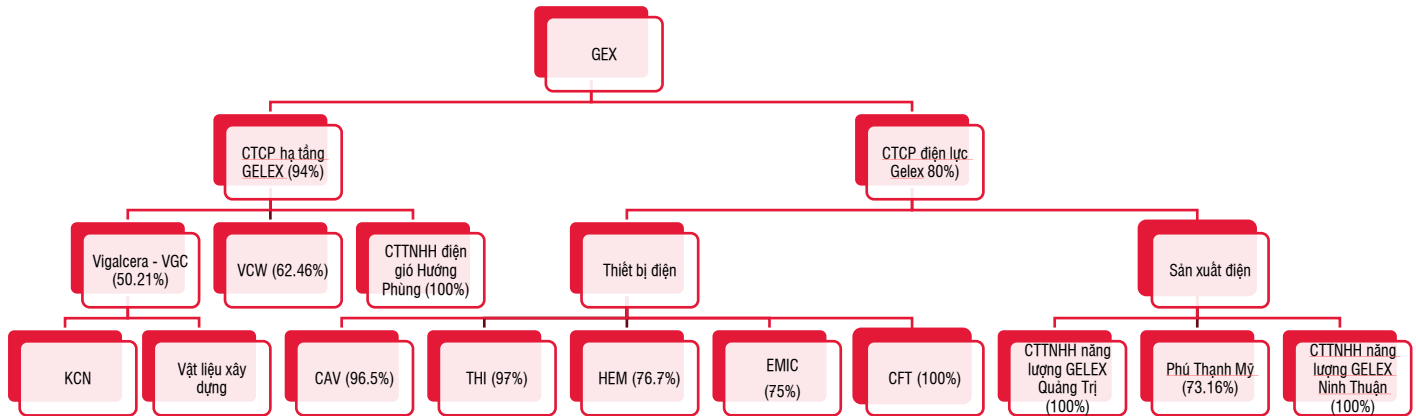 GEX
CTCP hạ tầng
GELEX (94%)
CTCP điện lực
Gelex 80%)
Vigalcera - VGC
(50.21%)
VCW (62.46%)
CTTNHH điện
gió Hướng
Phùng (100%)
Thiết bị điện
Sản xuất điện
KCN
Vật liệu xây
dựng
CAV (96.5%)
THI (97%)
HEM (76.7%)
EMIC
(75%)
CFT (100%)
CTTNHH năng
lượng GELEX
Quảng Trị
(100%)
Phú Thạnh Mỹ
(73.16%)
CTTNHH năng
lượng GELEX
Ninh Thuận
(100%)